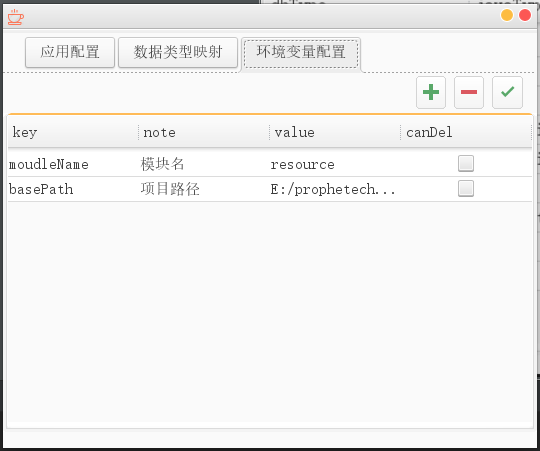 应用配置 数据类型映射 环境变量配置
key note value canDel
moudleName 模块名 resource
basePath 项目路径 E:/prophetech...